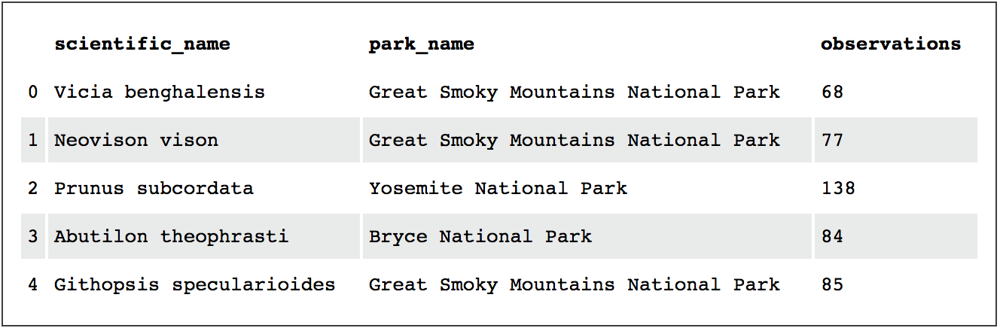 scientific_name park_name observations
0 Vicia benghalensis Great Smoky Mountains National Park 68
1 Neovison vison Great Smoky Mountains National Park 77
2 Prunus subcordata Yosemite National Park 138
3 Abutilon theophrasti Bryce National Park 84
4 Githopsis specularioides Great Smoky Mountains National Park 85